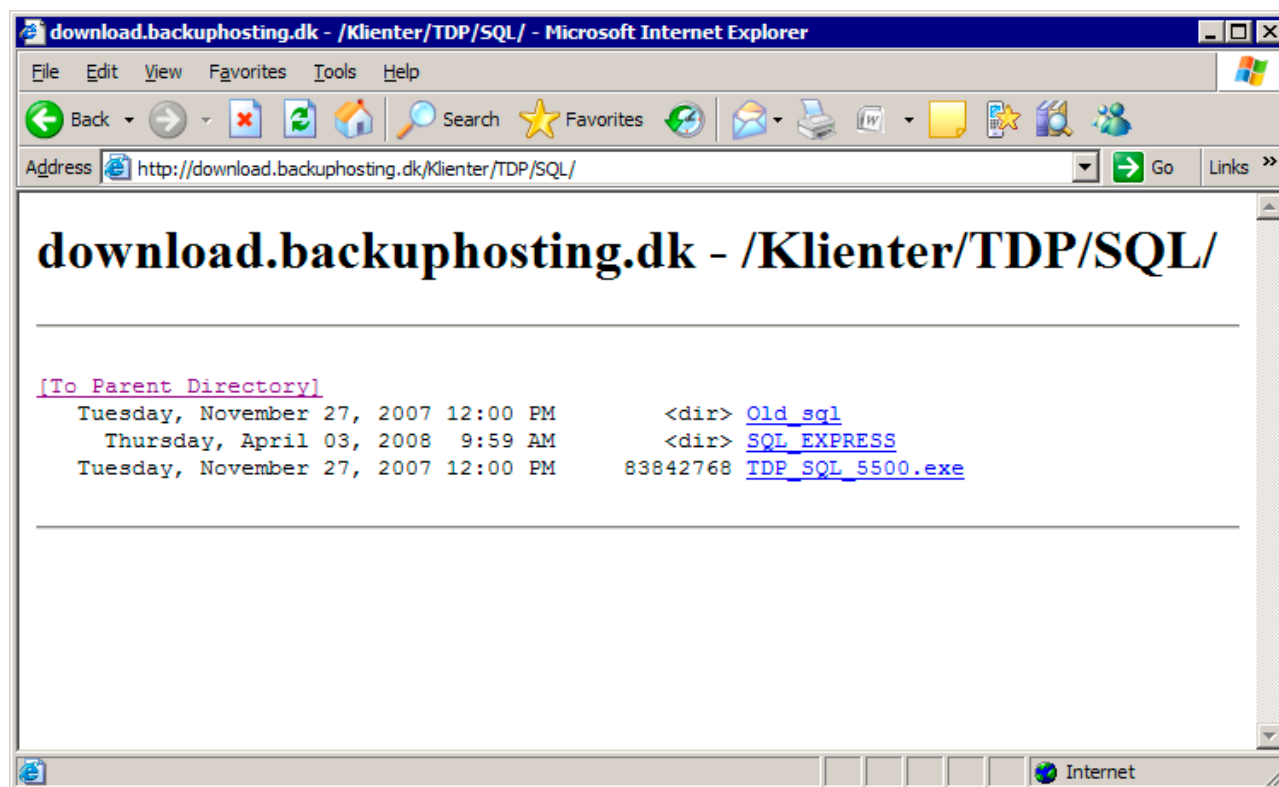 download.backuphosting.dk - /Klienter/TDP/SQL/ - Microsoft Internet Explorer
File Edit View Favorites Tools Help
Back Search Favorites
Address http://download.backuphosting.dk/Klienter/TDP/SQL/ Go Links »
download.backuphosting.dk - /Klienter/TDP/SQL/
[To Parent Directory]
Tuesday, November 27, 2007 12:00 PM <dir> Old_sql
Thursday, April 03, 2008 9:59 AM <dir> SQL_EXPRESS
Tuesday, November 27, 2007 12:00 PM 83842768 TDP_SQL_5500.exe
Internet